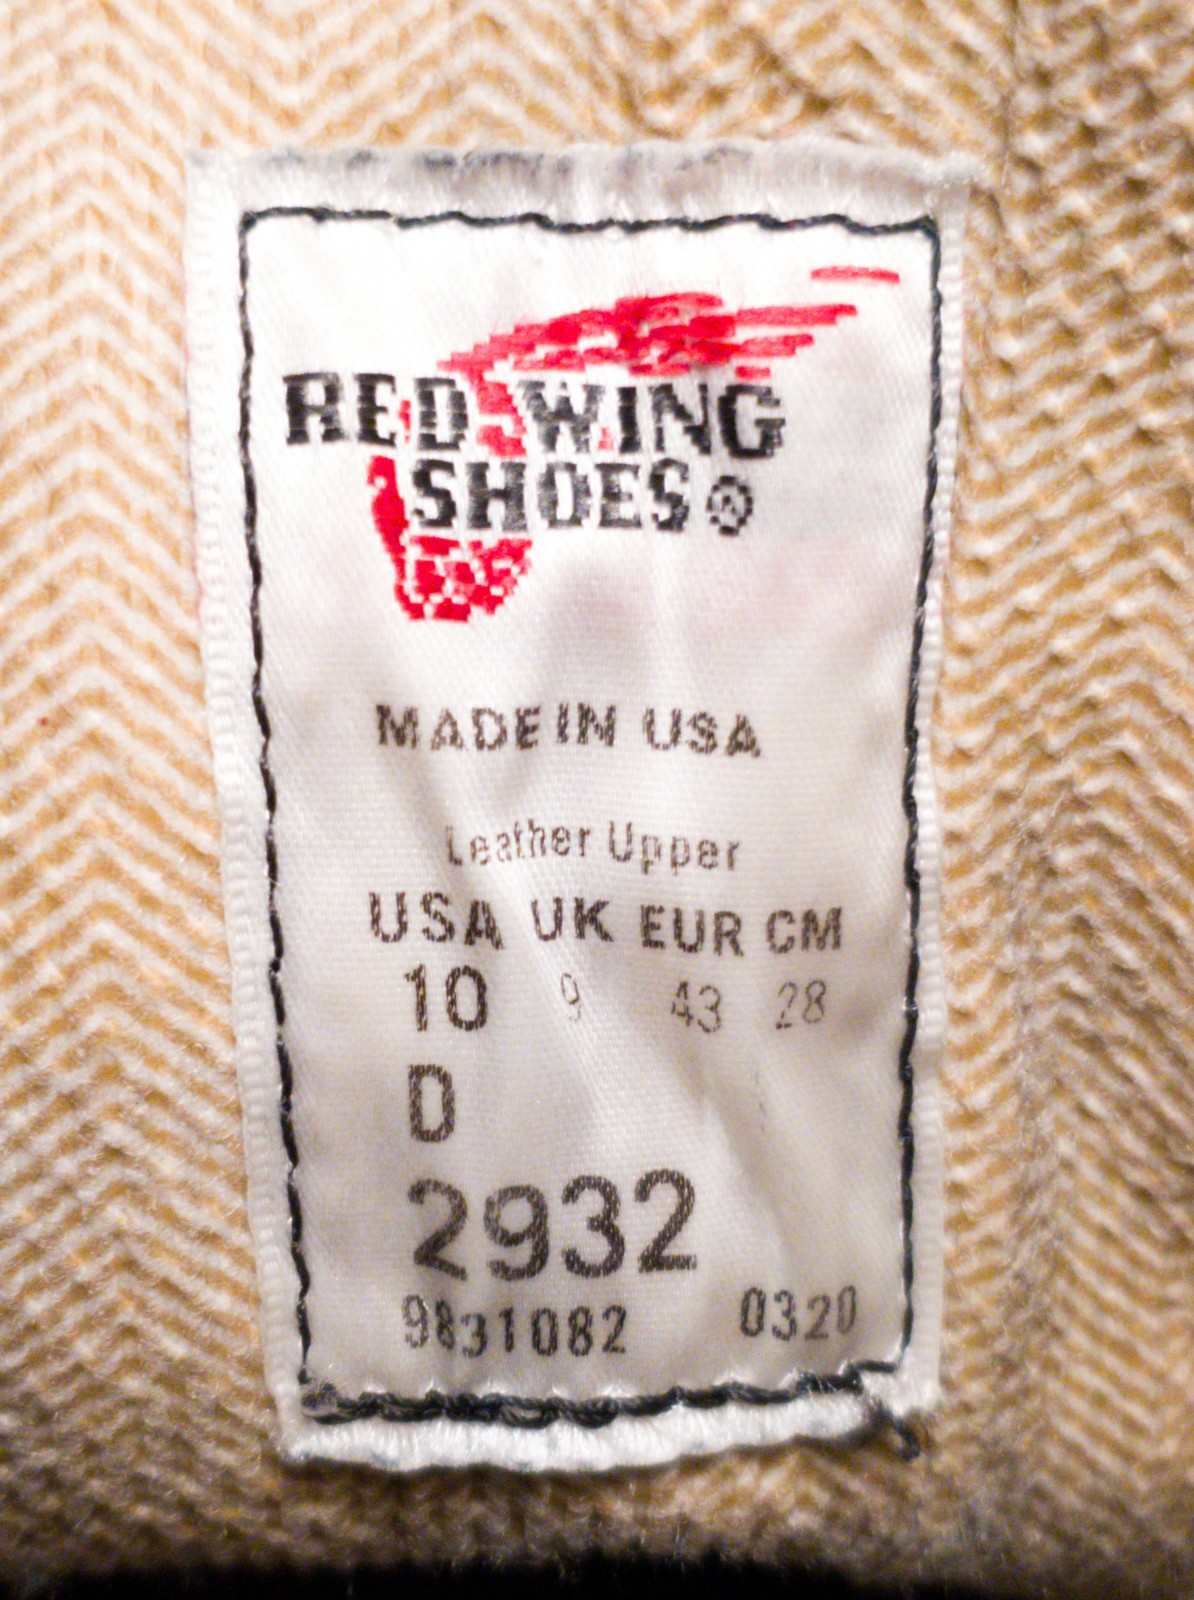 RED WING
SHOES®
MADE IN USA
Leather Upper
USA UK EUR CM
10 9 43 28
D
2932
9831082 0320